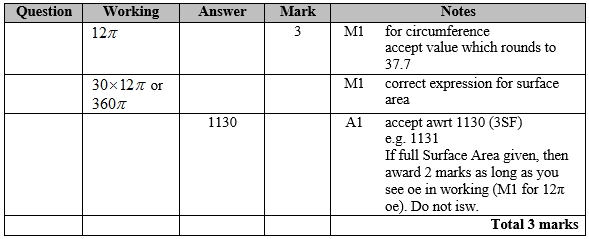 Question Working Answer Mark Notes
12π 3 M1 for circumference
accept value which rounds to
37.7
30×12π or M1 correct expression for surface
360π area
1130 A1 accept awrt 1130 (3SF)
e.g. 1131
If full Surface Area given, then
award 2 marks as long as you
see oe in working (M1 for 12π
oe). Do not isw.
Total 3 marks